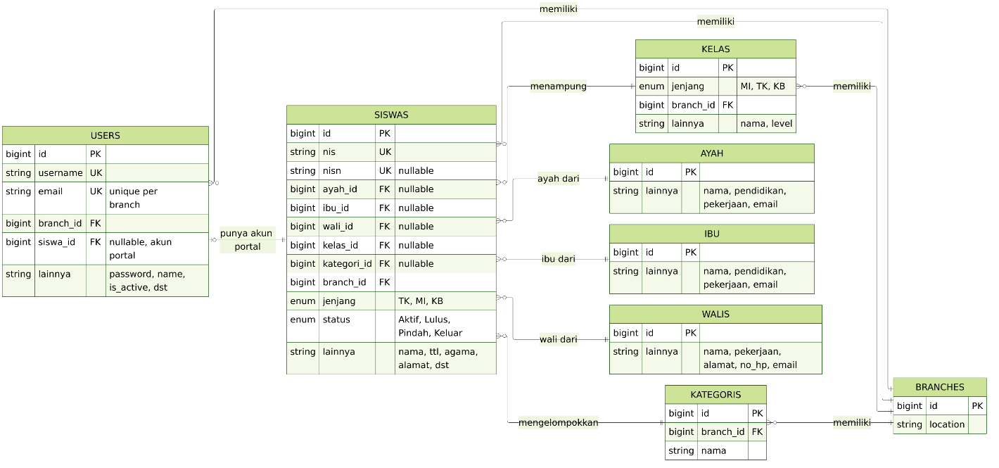 memiliki
memiliki
KELAS
bigint id PK
enum jenjang MI, TK, KB
bigint branch_id FK
string lainnya nama, level
menampung
memiliki
USERS
bigint id PK
string username UK
string email UK unique per
branch
bigint branch_id FK
bigint siswa_id FK nullable, akun
portal
string lainnya password, name,
is_active, dst
punya akun
portal
SISWAS
bigint id PK
string nis UK
string nisn UK nullable
bigint ayah_id FK nullable
bigint ibu_id FK nullable
bigint wali_id FK nullable
bigint kelas_id FK nullable
bigint kategori_id FK nullable
bigint branch_id FK
enum jenjang TK, MI, KB
enum status Aktif, Lulus,
Pindah, Keluar
string lainnya nama, ttl, agama,
alamat, dst
ayah dari
AYAH
bigint id PK
string lainnya nama, pendidikan,
pekerjaan, email
ibu dari
IBU
bigint id PK
string lainnya nama, pendidikan,
pekerjaan, email
wali dari
WALIS
bigint id PK
string lainnya nama, pekerjaan,
alamat, no_hp, email
mengelompokkan
KATEGORIS
bigint id PK
bigint branch_id FK
string nama
memiliki
BRANCHES
bigint id PK
string location